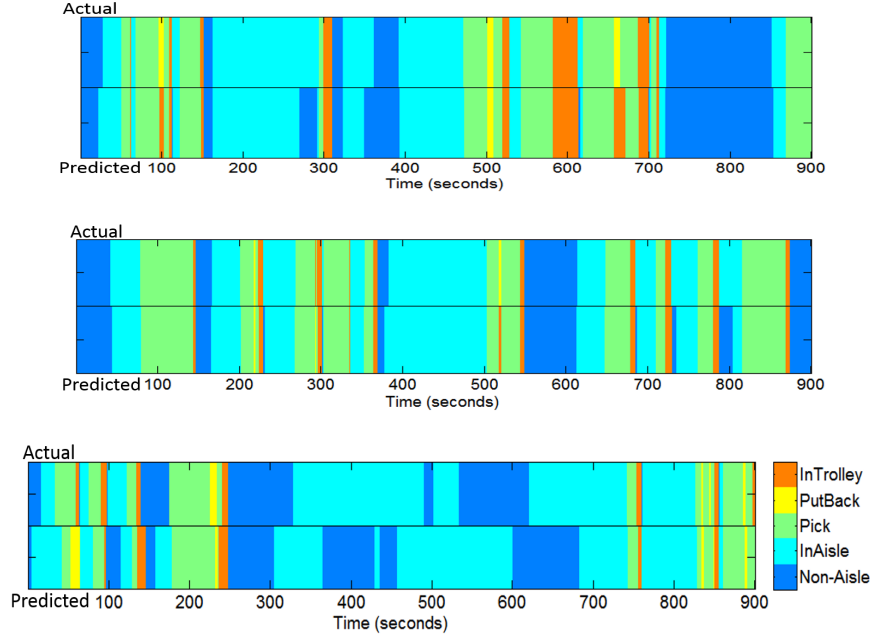 Actual
Predicted 100 200 300 400 500 600 700 800 900
Time (seconds)
Actual
Predicted 100 200 300 400 500 600 700 800 900
Time (seconds)
Actual
InTrolley
PutBack
Pick
InAisle
Non-Aisle
Predicted 100 200 300 400 500 600 700 800 900
Time (seconds)